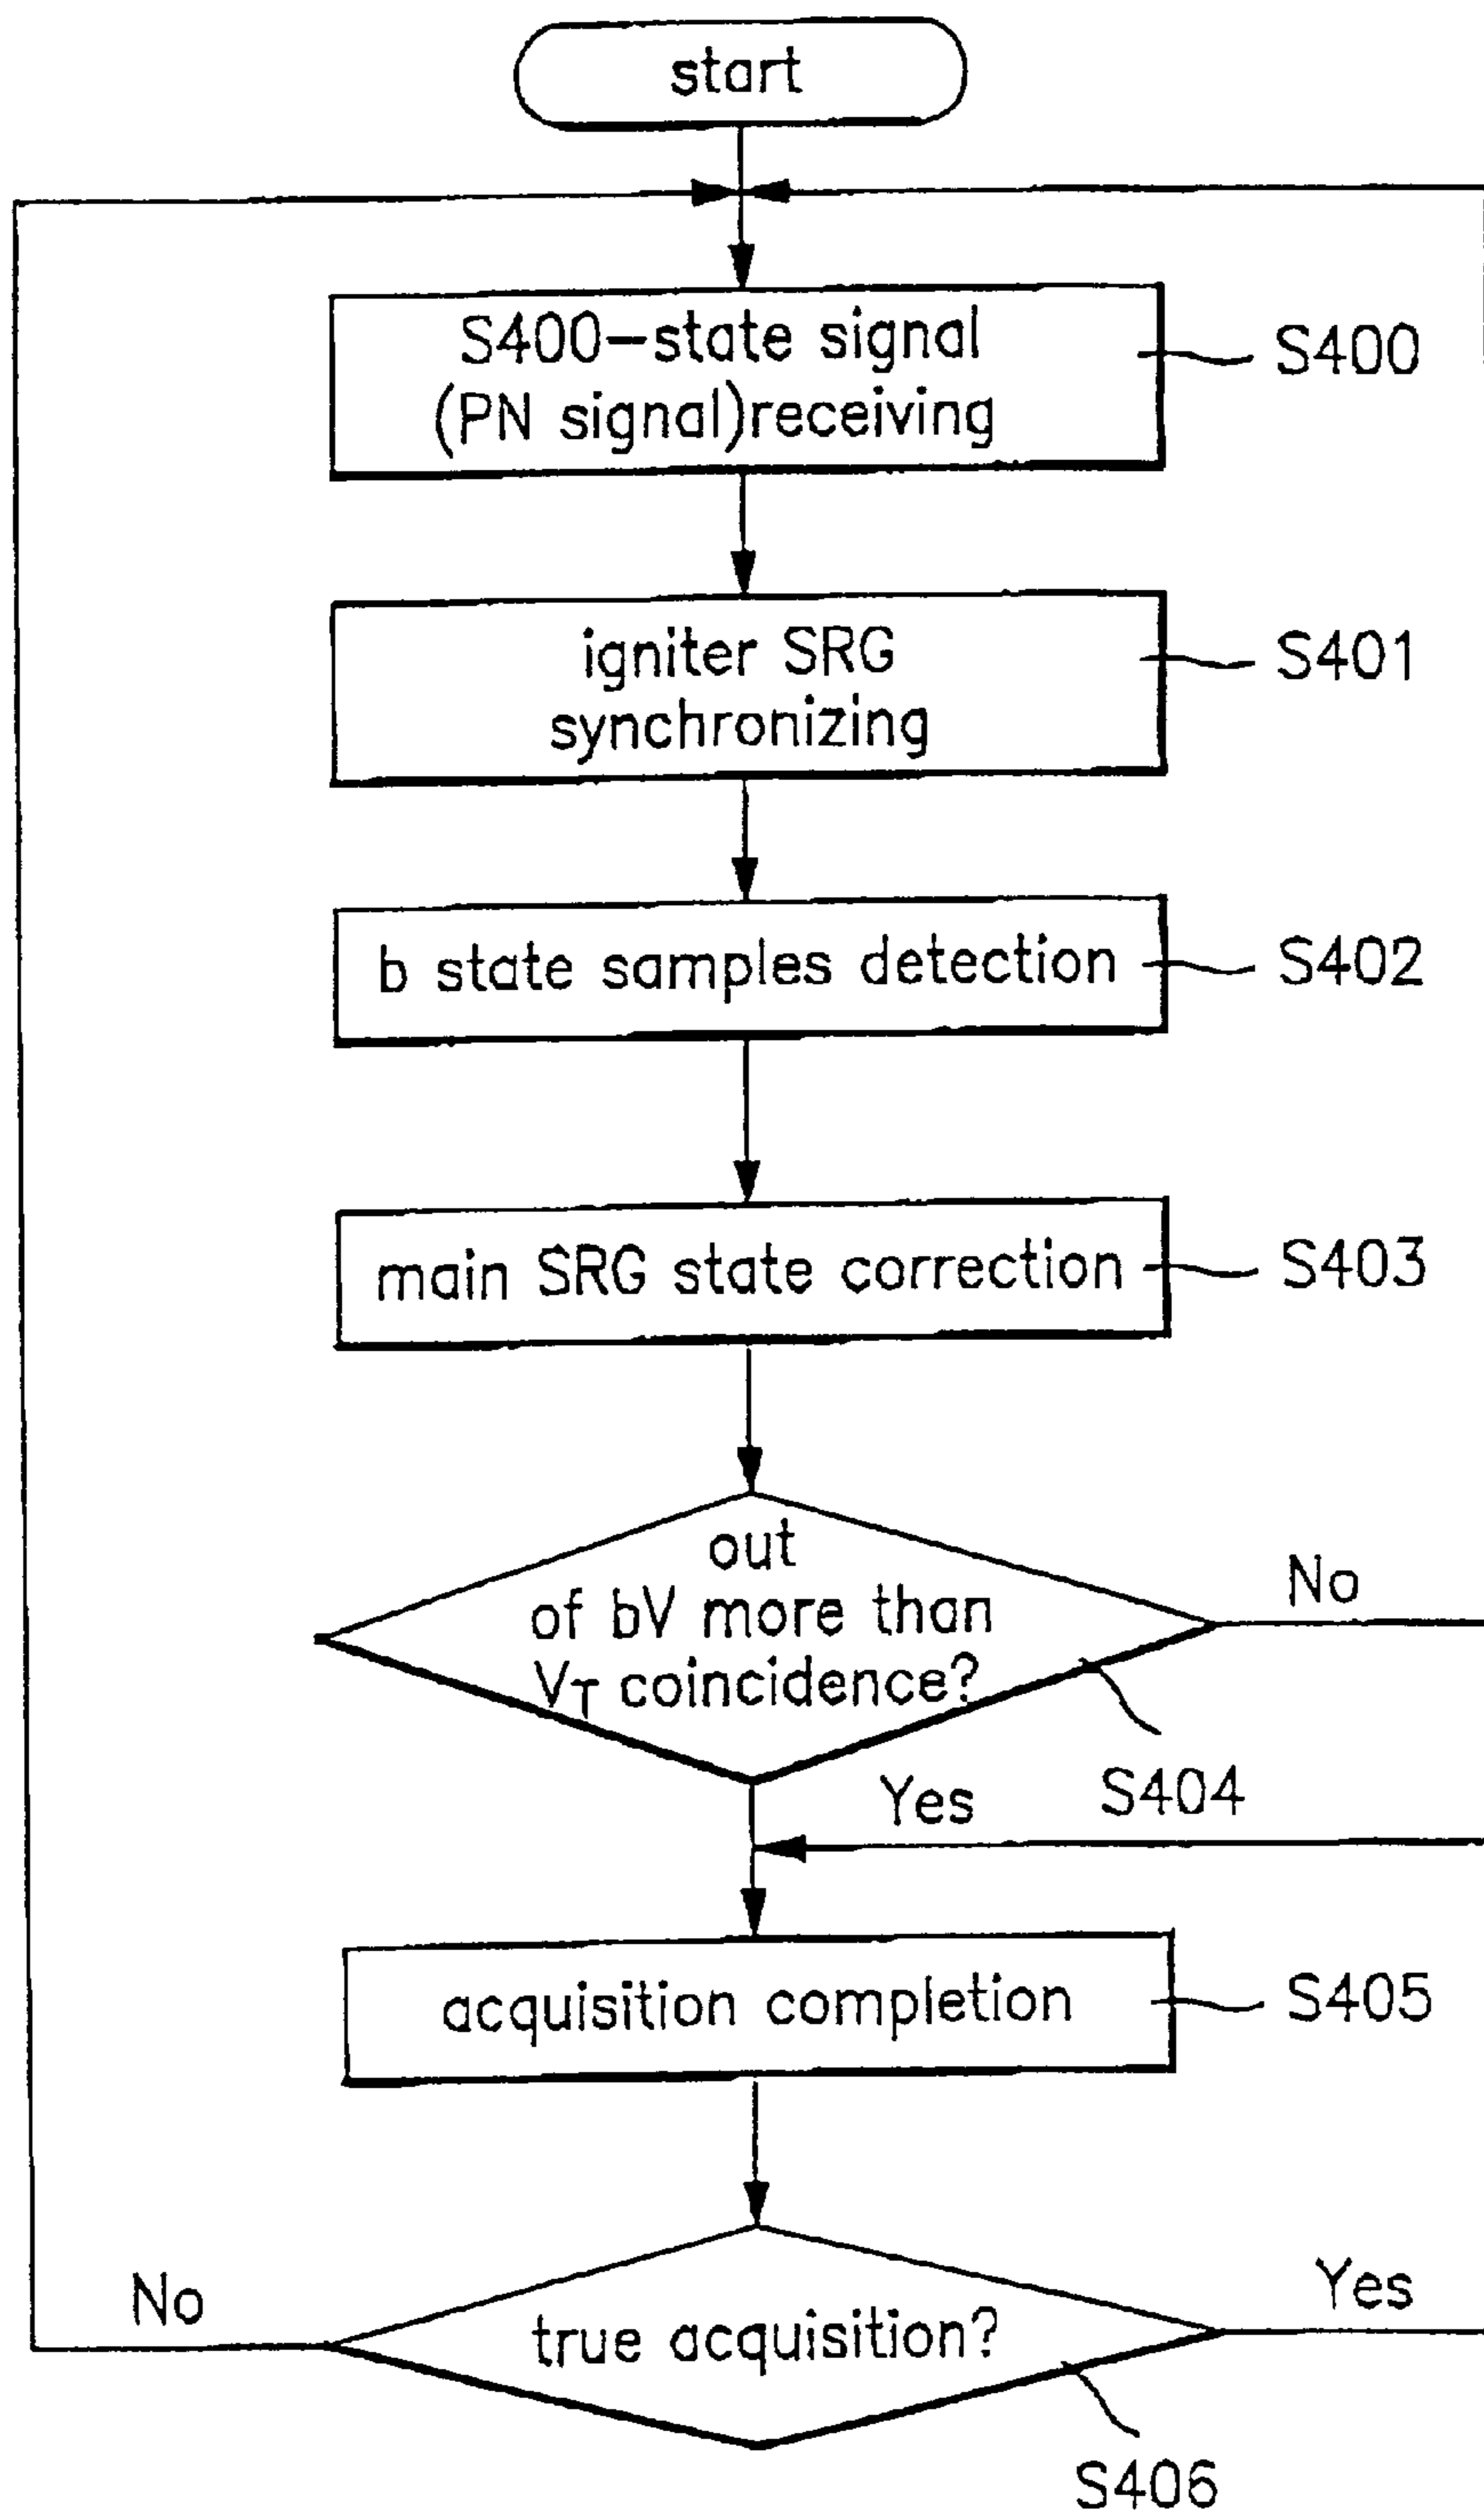 start
S400-state signal
(PN signal)receiving
S400
igniter SRG
synchronizing
S401
b state samples detection
S402
main SRG state correction
S403
out
of bV more than
VT coincidence?
No
Yes
S404
acquisition completion
S405
No
true acquisition?
Yes
S406